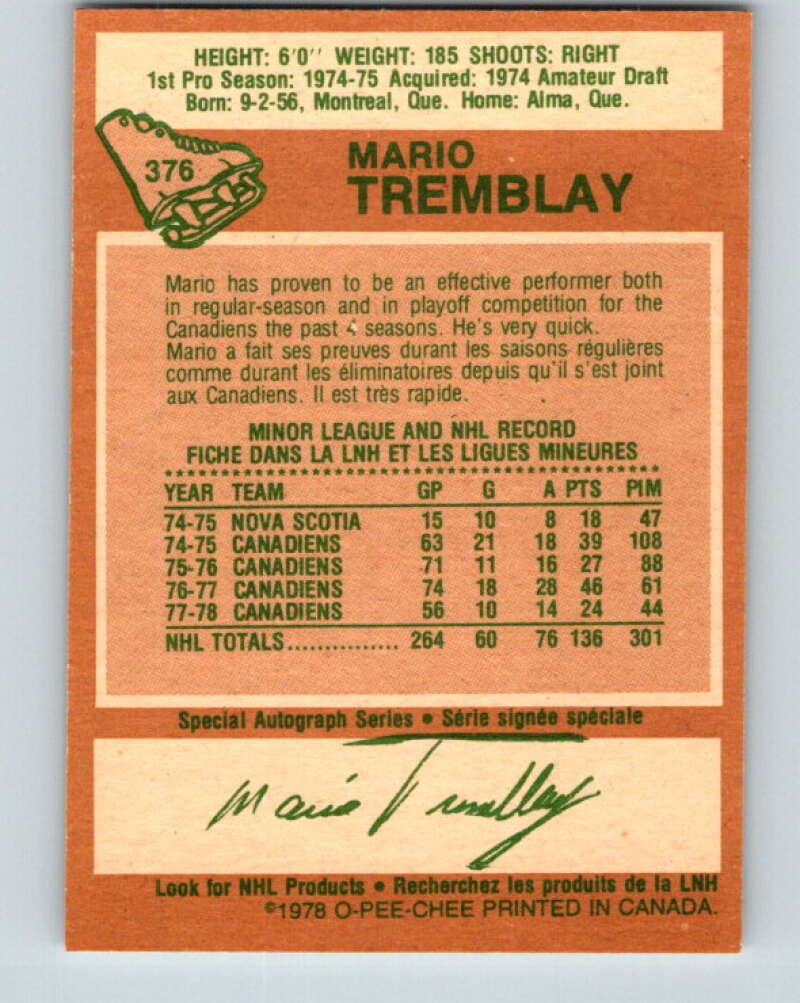 HEIGHT: 6'0'' WEIGHT: 185 SHOOTS: RIGHT
1st Pro Season: 1974-75 Acquired: 1974 Amateur Draft
Born: 9-2-56, Montreal, Que. Home: Alma, Que.
376
MARIO
TREMBLAY
Mario has proven to be an effective performer both
in regular-season and in playoff competition for the
Canadiens the past 4 seasons. He's very quick.
Mario a fait ses preuves durant les saisons régulières
comme durant les éliminatoires depuis qu'il s'est joint
aux Canadiens. Il est très rapide.
MINOR LEAGUE AND NHL RECORD
FICHE DANS LA LNH ET LES LIGUES MINEURES
YEAR TEAM GP G A PTS PIM
74-75 NOVA SCOTIA 15 10 8 18 47
74-75 CANADIENS 63 21 18 39 108
75-76 CANADIENS 71 11 16 27 88
76-77 CANADIENS 74 18 28 46 61
77-78 CANADIENS 56 10 14 24 44
NHL TOTALS............... 264 60 76 136 301
Special Autograph Series • Série signée spéciale
Mario Tremblay
Look for NHL Products • Recherchez les produits de la LNH
©1978 O-PEE-CHEE PRINTED IN CANADA.